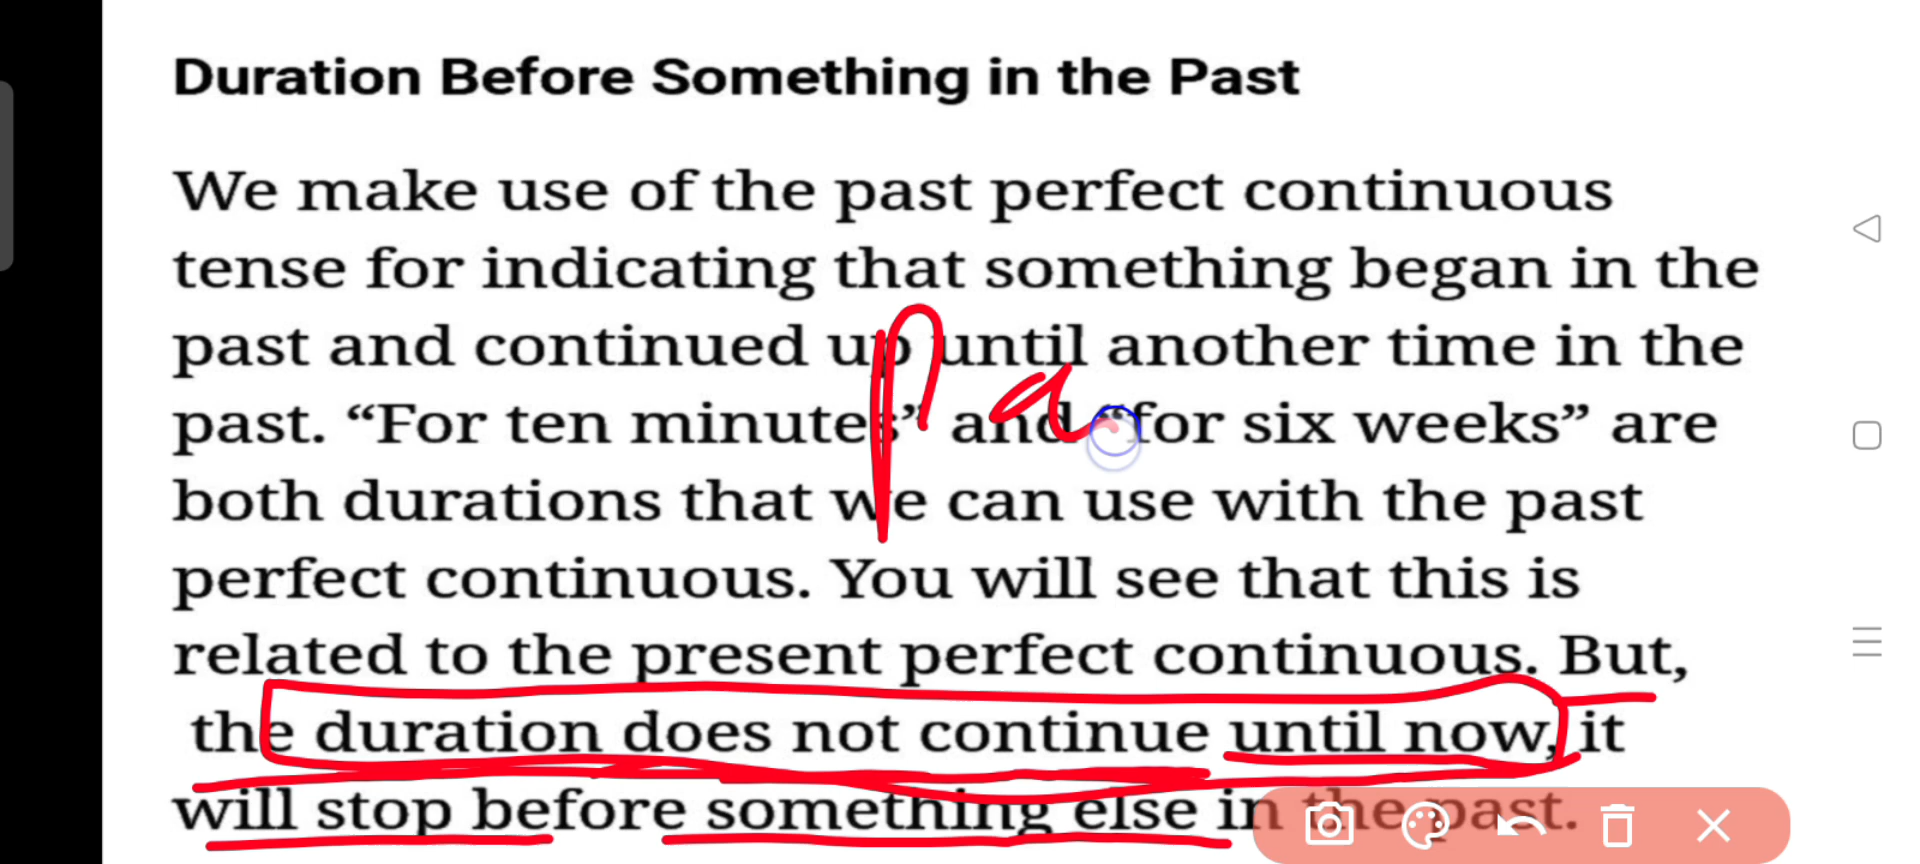 Duration Before Something in the Past
We make use of the past perfect continuous
tense for indicating that something began in the
past and continued up until another time in the
past. “For ten minutes” and “for six weeks” are
both durations that we can use with the past
perfect continuous. You will see that this is
related to the present perfect continuous. But,
the duration does not continue until now, it
will stop before something else in the past.
Pa